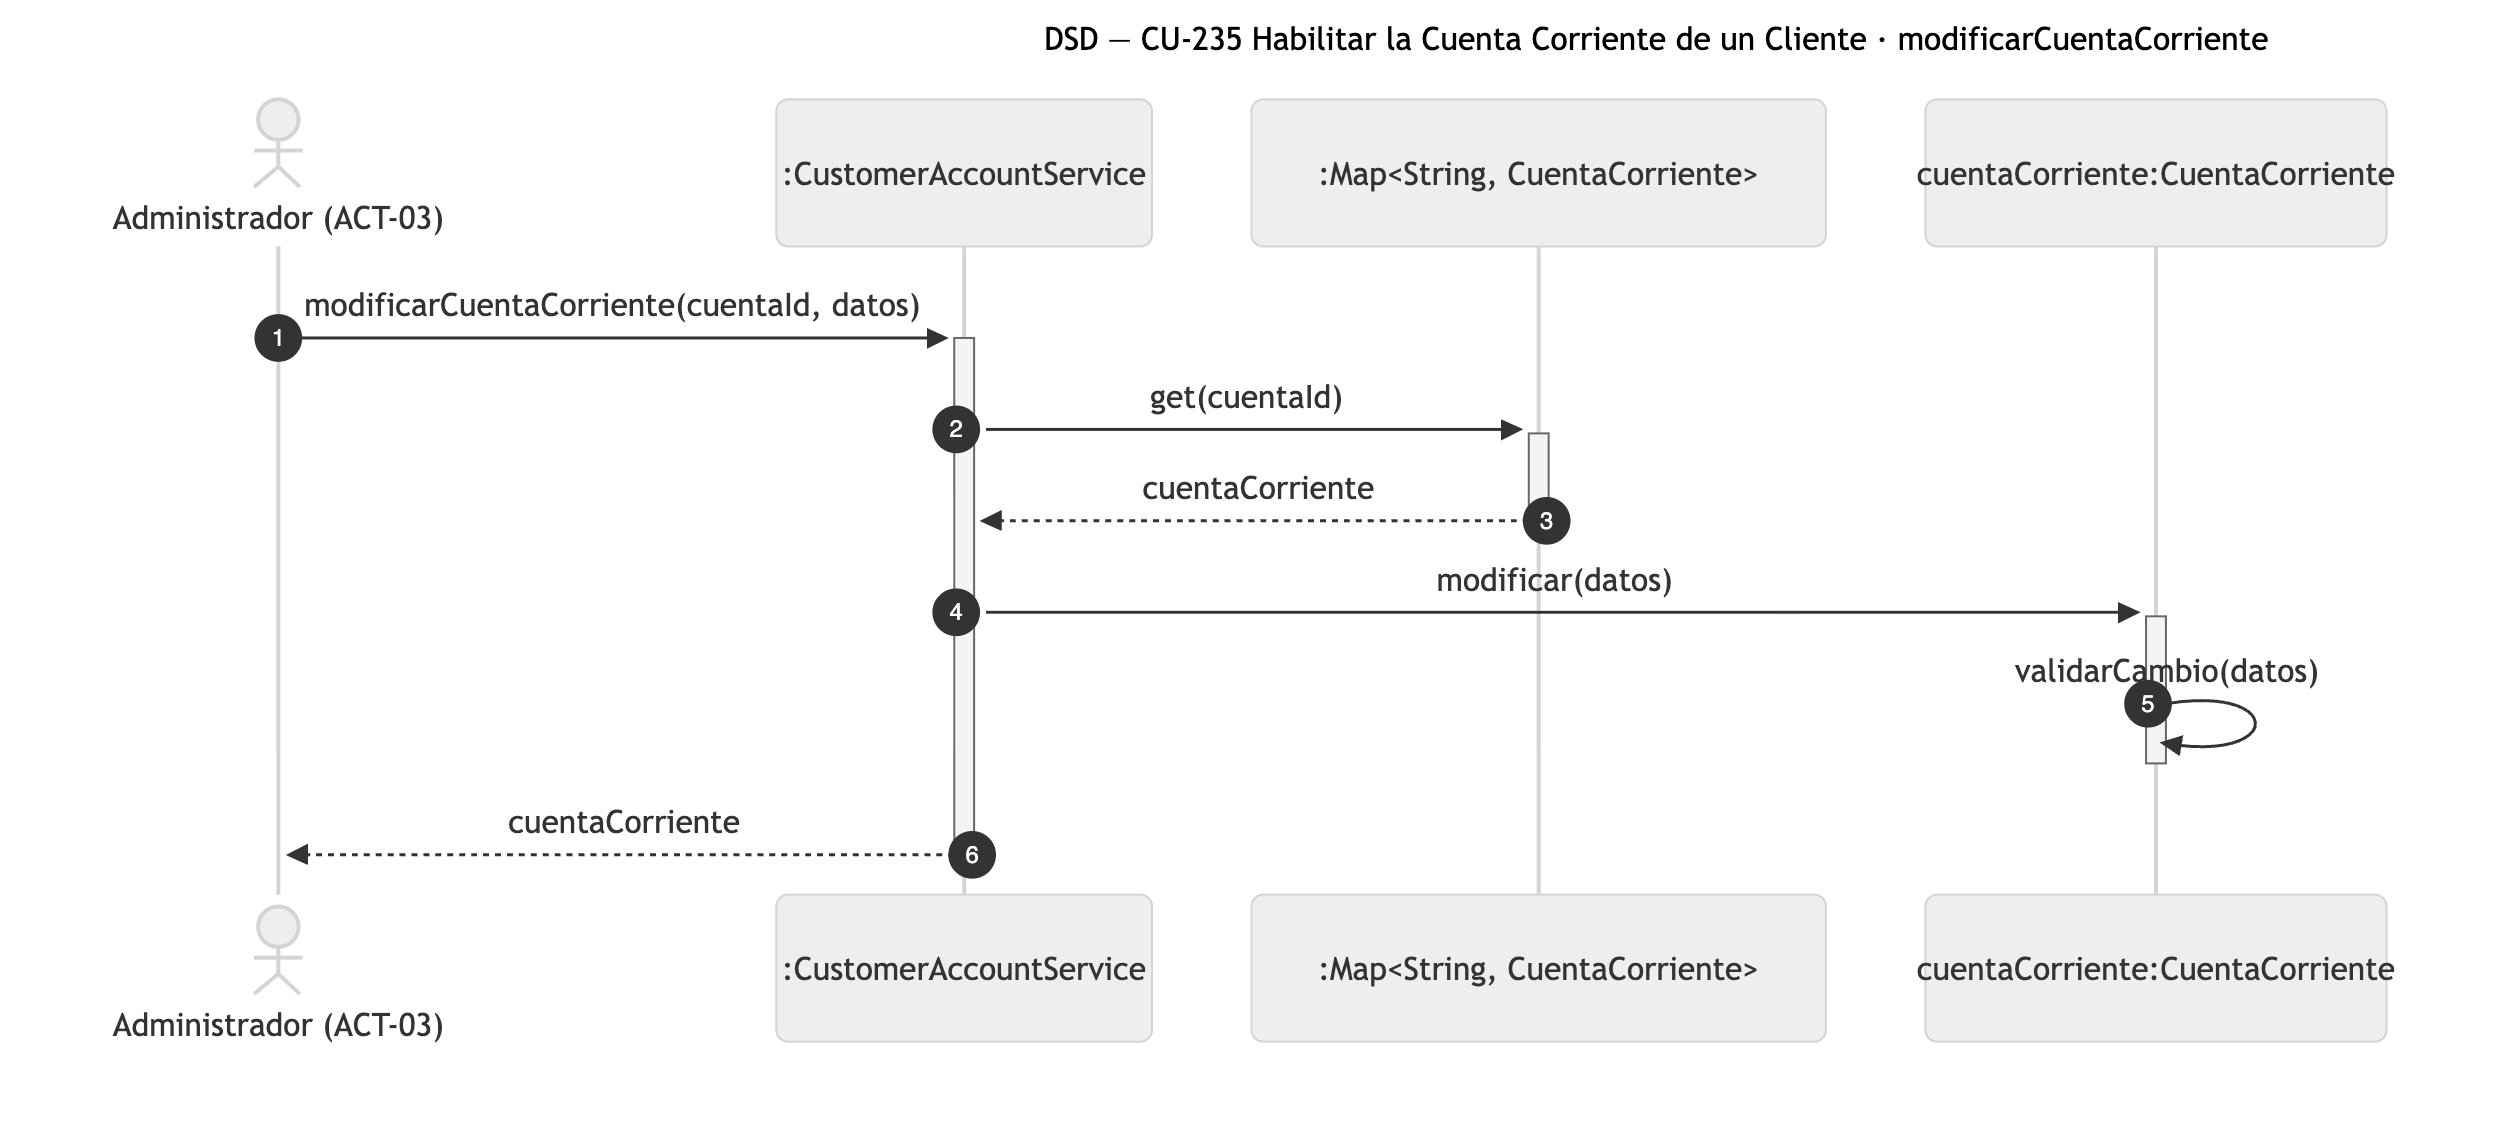 DSD — CU-235 Habilitar la Cuenta Corriente de un Cliente · modificarCuentaCorriente
Administrador (ACT-03)
:CustomerAccountService
:Map<String, CuentaCorriente>
cuentaCorriente:CuentaCorriente
modificarCuentaCorriente(cuentaId, datos)
1
get(cuentaId)
2
cuentaCorriente
3
modificar(datos)
4
validarCambio(datos)
5
cuentaCorriente
6
Administrador (ACT-03)
:CustomerAccountService
:Map<String, CuentaCorriente>
cuentaCorriente:CuentaCorriente